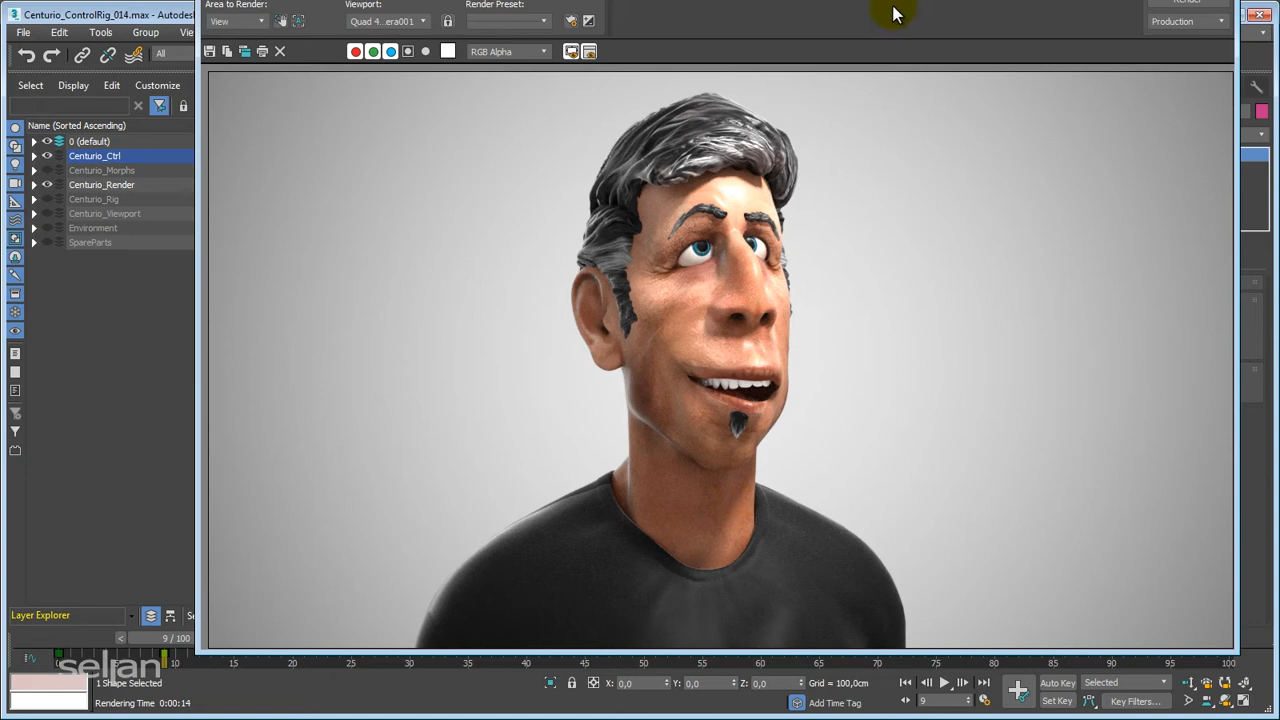 Centurio_ControlRig_014.max - Autodesk
File Edit Tools Group
All
Area to Render:
View
Viewport:
Quad 4...era001
Render Preset:
Render
Production
RGB Alpha
Select Display Edit Customize
Name (Sorted Ascending)
0 (default)
Centurio_Ctrl
Centurio_Morphs
Centurio_Render
Centurio_Rig
Centurio_Viewport
Environment
SpareParts
Layer Explorer
9 / 100
0 10 15 20 25 30 35 40 45 50 55 60 65 70 75 80 85 90 95 100
1 Shape Selected
X: 0,0 Y: 0,0 Z: 0,0 Grid = 100,0cm
Auto Key Selected
Rendering Time 0:00:14
Add Time Tag
9
Set Key Key Filters...